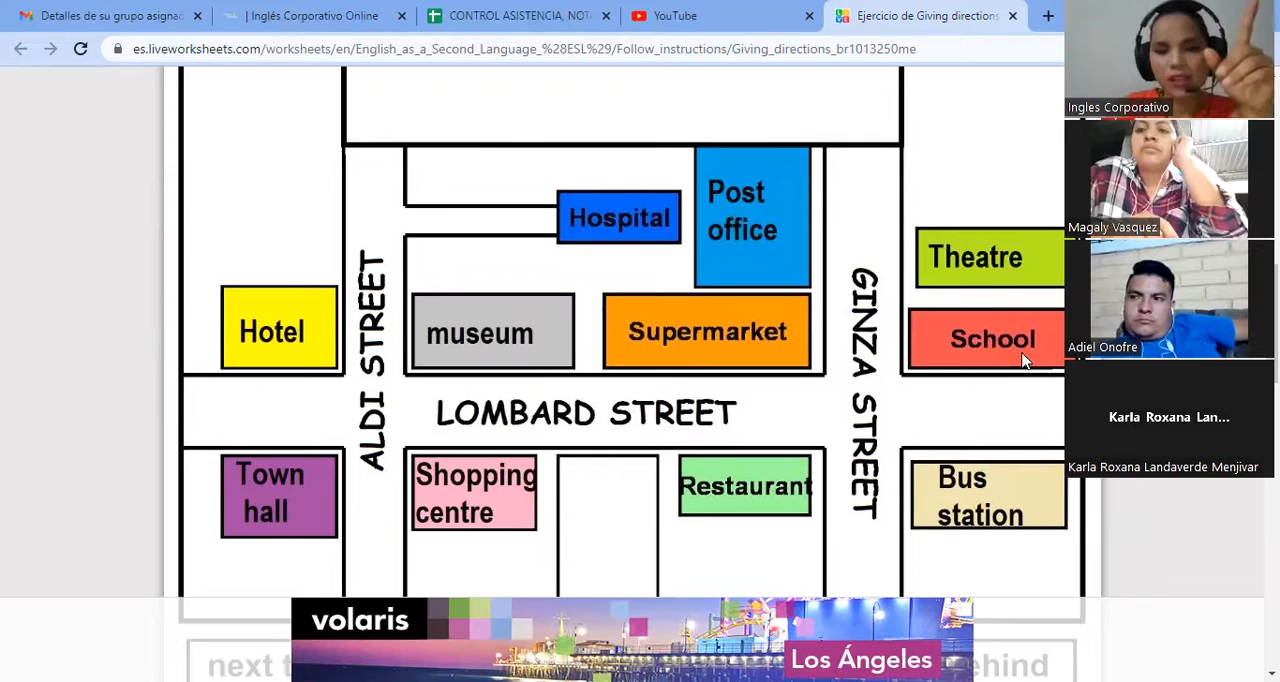 Detalles de su grupo asignac
Inglés Corporativo Online
CONTROL ASISTENCIA, NOTA
YouTube
Ejercicio de Giving directions
es.liveworksheets.com/worksheets/en/English_as_a_Second_Language_%28ESL%29/Follow_instructions/Giving_directions_br1013250me
Ingles Corporativo
Magaly Vasquez
Adiel Onofre
Karla Roxana Lan...
Karla Roxana Landaverde Menjivar
Post
office
Hospital
Theatre
Hotel
ALDI STREET
museum
Supermarket
GINZA STREET
School
LOMBARD STREET
Town
hall
Shopping
centre
Restaurant
Bus
station
volaris
Los Ángeles
next t
ehind